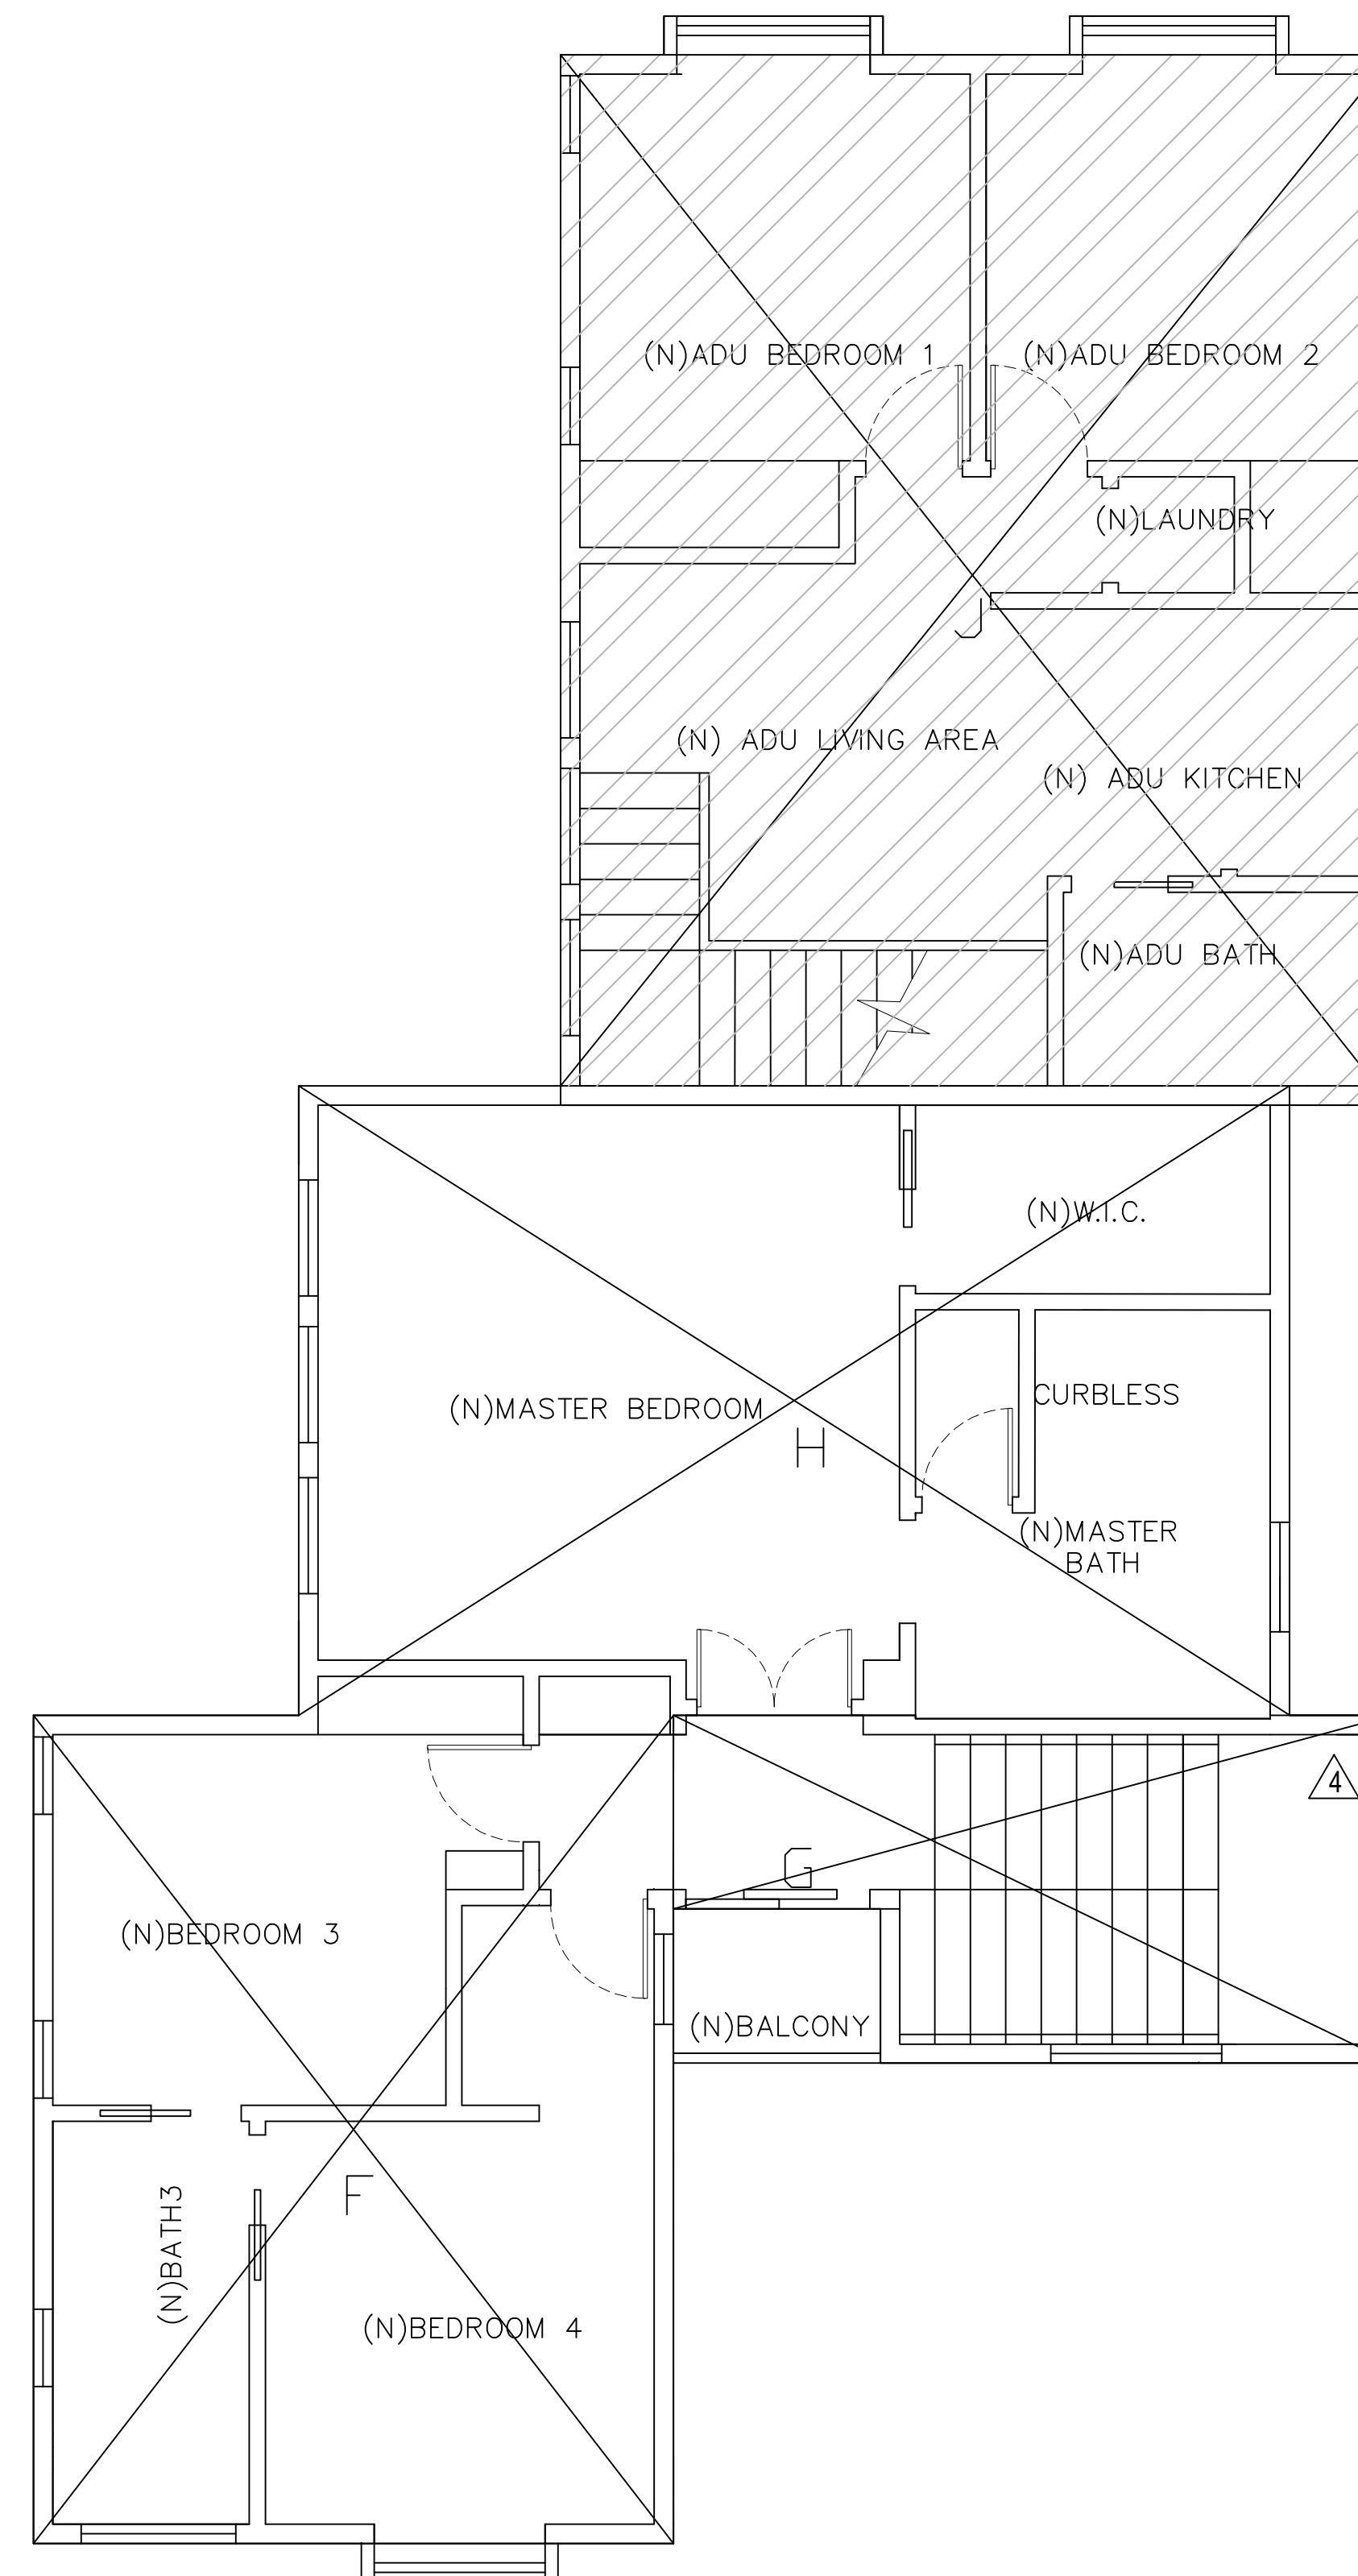 (N)ADU BEDROOM 1
(N)ADU BEDROOM 2
(N)LAUNDRY
J
(N) ADU LIVING AREA
(N) ADU KITCHEN
(N)ADU BATH
(N)W.I.C.
CURBLESS
(N)MASTER BEDROOM
H
(N)MASTER
BATH
4
G
(N)BEDROOM 3
(N)BALCONY
F
(N)BATH3
(N)BEDROOM 4